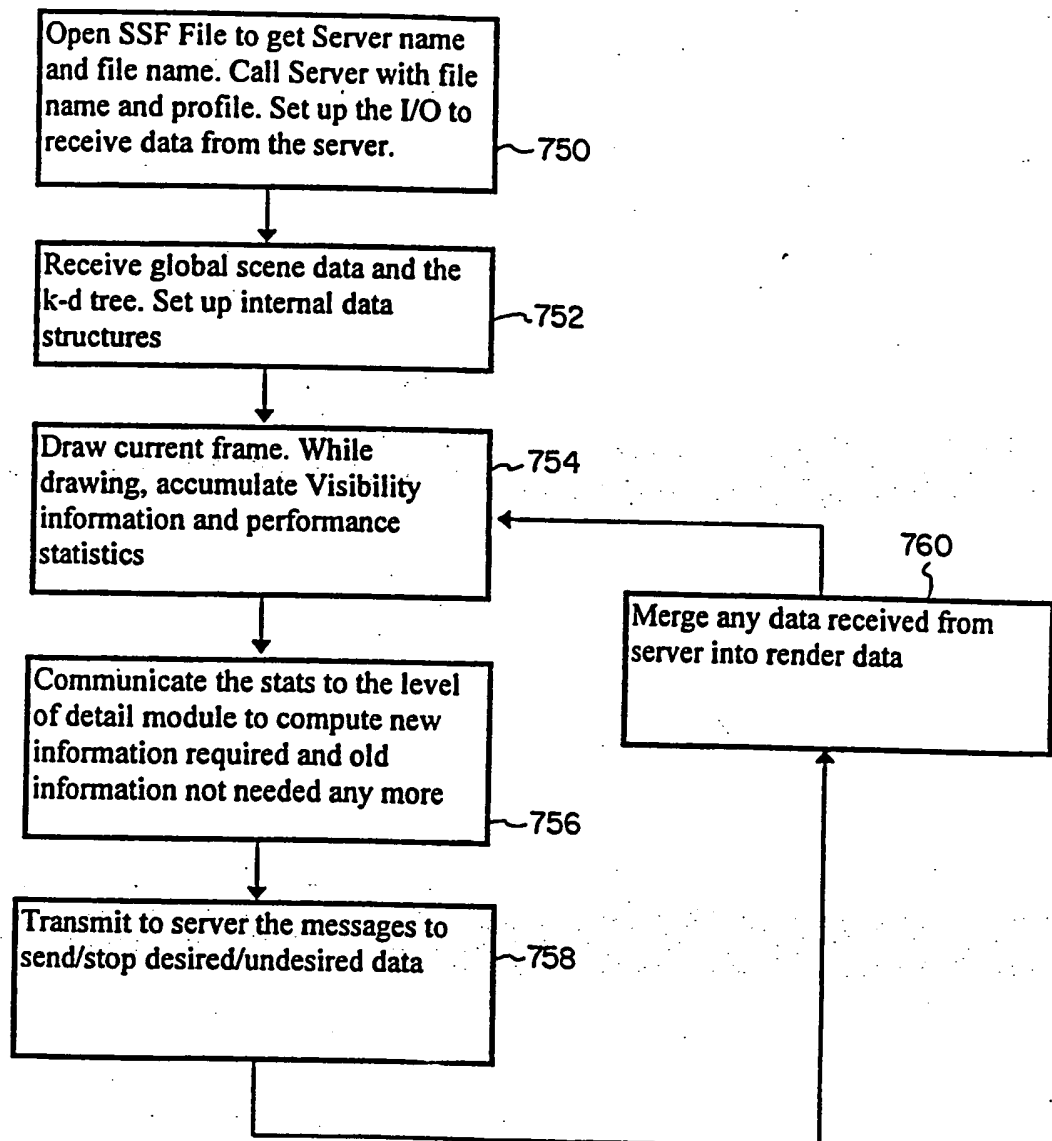 Open SSF File to get Server name
and file name. Call Server with file
name and profile. Set up the I/O to
receive data from the server.
750
Receive global scene data and the
k-d tree. Set up internal data
structures
752
Draw current frame. While
drawing, accumulate Visibility
information and performance
statistics
754
760
Merge any data received from
server into render data
Communicate the stats to the level
of detail module to compute new
information required and old
information not needed any more
756
Transmit to server the messages to
send/stop desired/undesired data
758